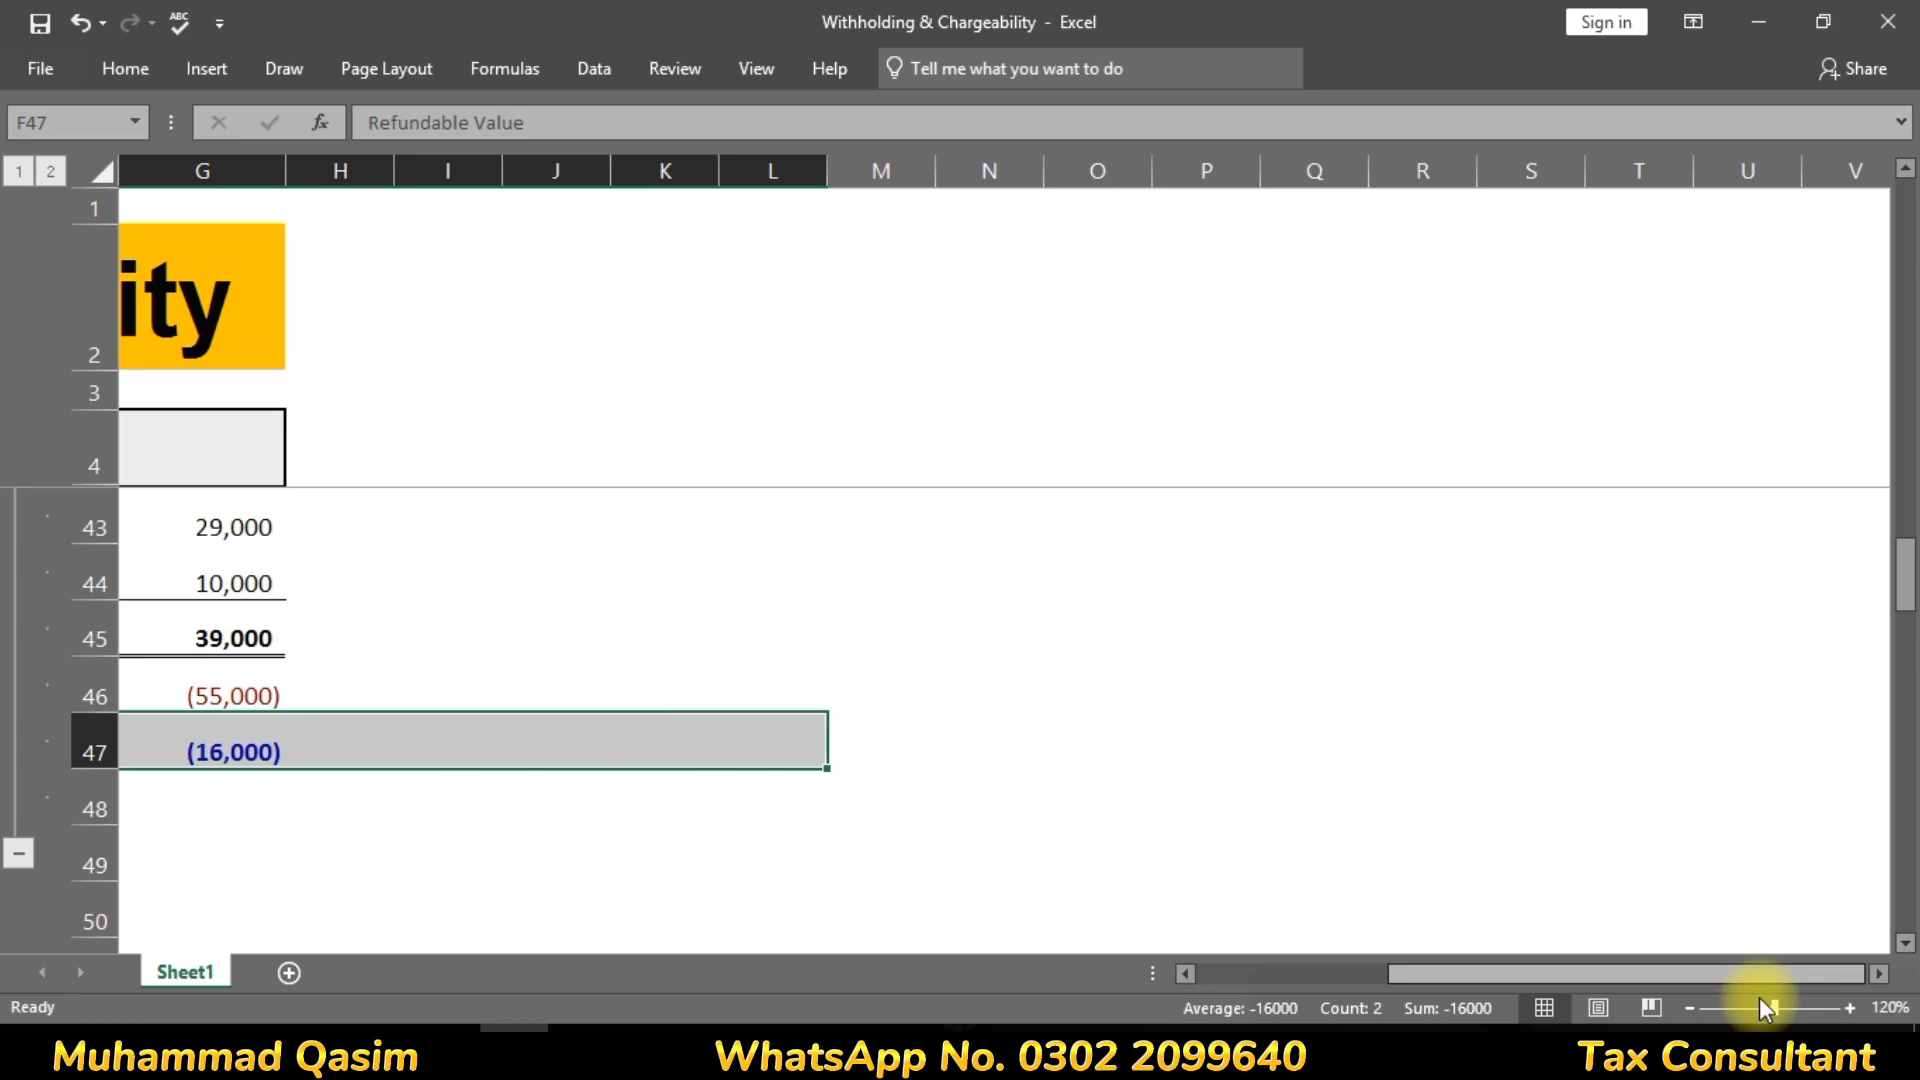 ABC
Withholding & Chargeability - Excel
Sign in
File Home Insert Draw Page Layout Formulas Data Review View Help Tell me what you want to do Share
F47 fx Refundable Value
1 2 G H I J K L M N O P Q R S T U V
1
ity
2
3
4
43 29,000
44 10,000
45 39,000
46 (55,000)
47 (16,000)
48
49
50
Sheet1
Ready Average: -16000 Count: 2 Sum: -16000 120%
Muhammad Qasim WhatsApp No. 0302 2099640 Tax Consultant